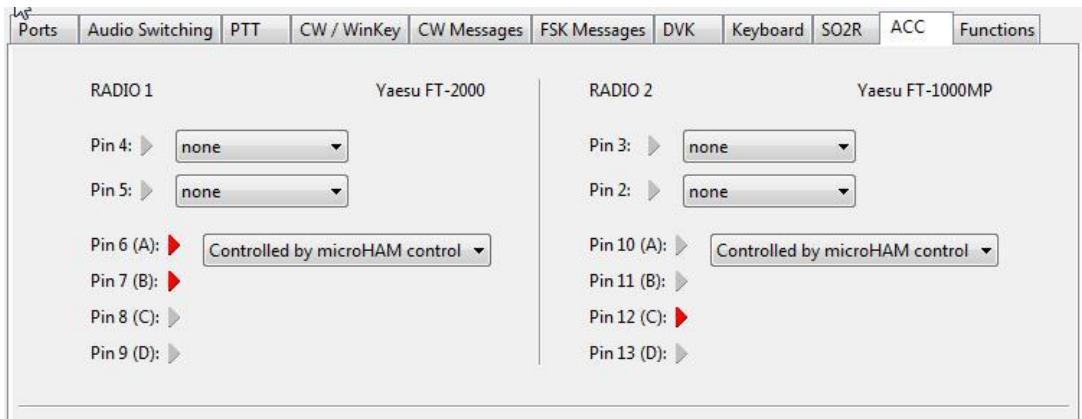 Ports Audio Switching PTT CW / WinKey CW Messages FSK Messages DVK Keyboard SO2R ACC Functions
RADIO 1 Yaesu FT-2000
Pin 4: none
Pin 5: none
Pin 6 (A): Controlled by microHAM control
Pin 7 (B):
Pin 8 (C):
Pin 9 (D):
RADIO 2 Yaesu FT-1000MP
Pin 3: none
Pin 2: none
Pin 10 (A): Controlled by microHAM control
Pin 11 (B):
Pin 12 (C):
Pin 13 (D):